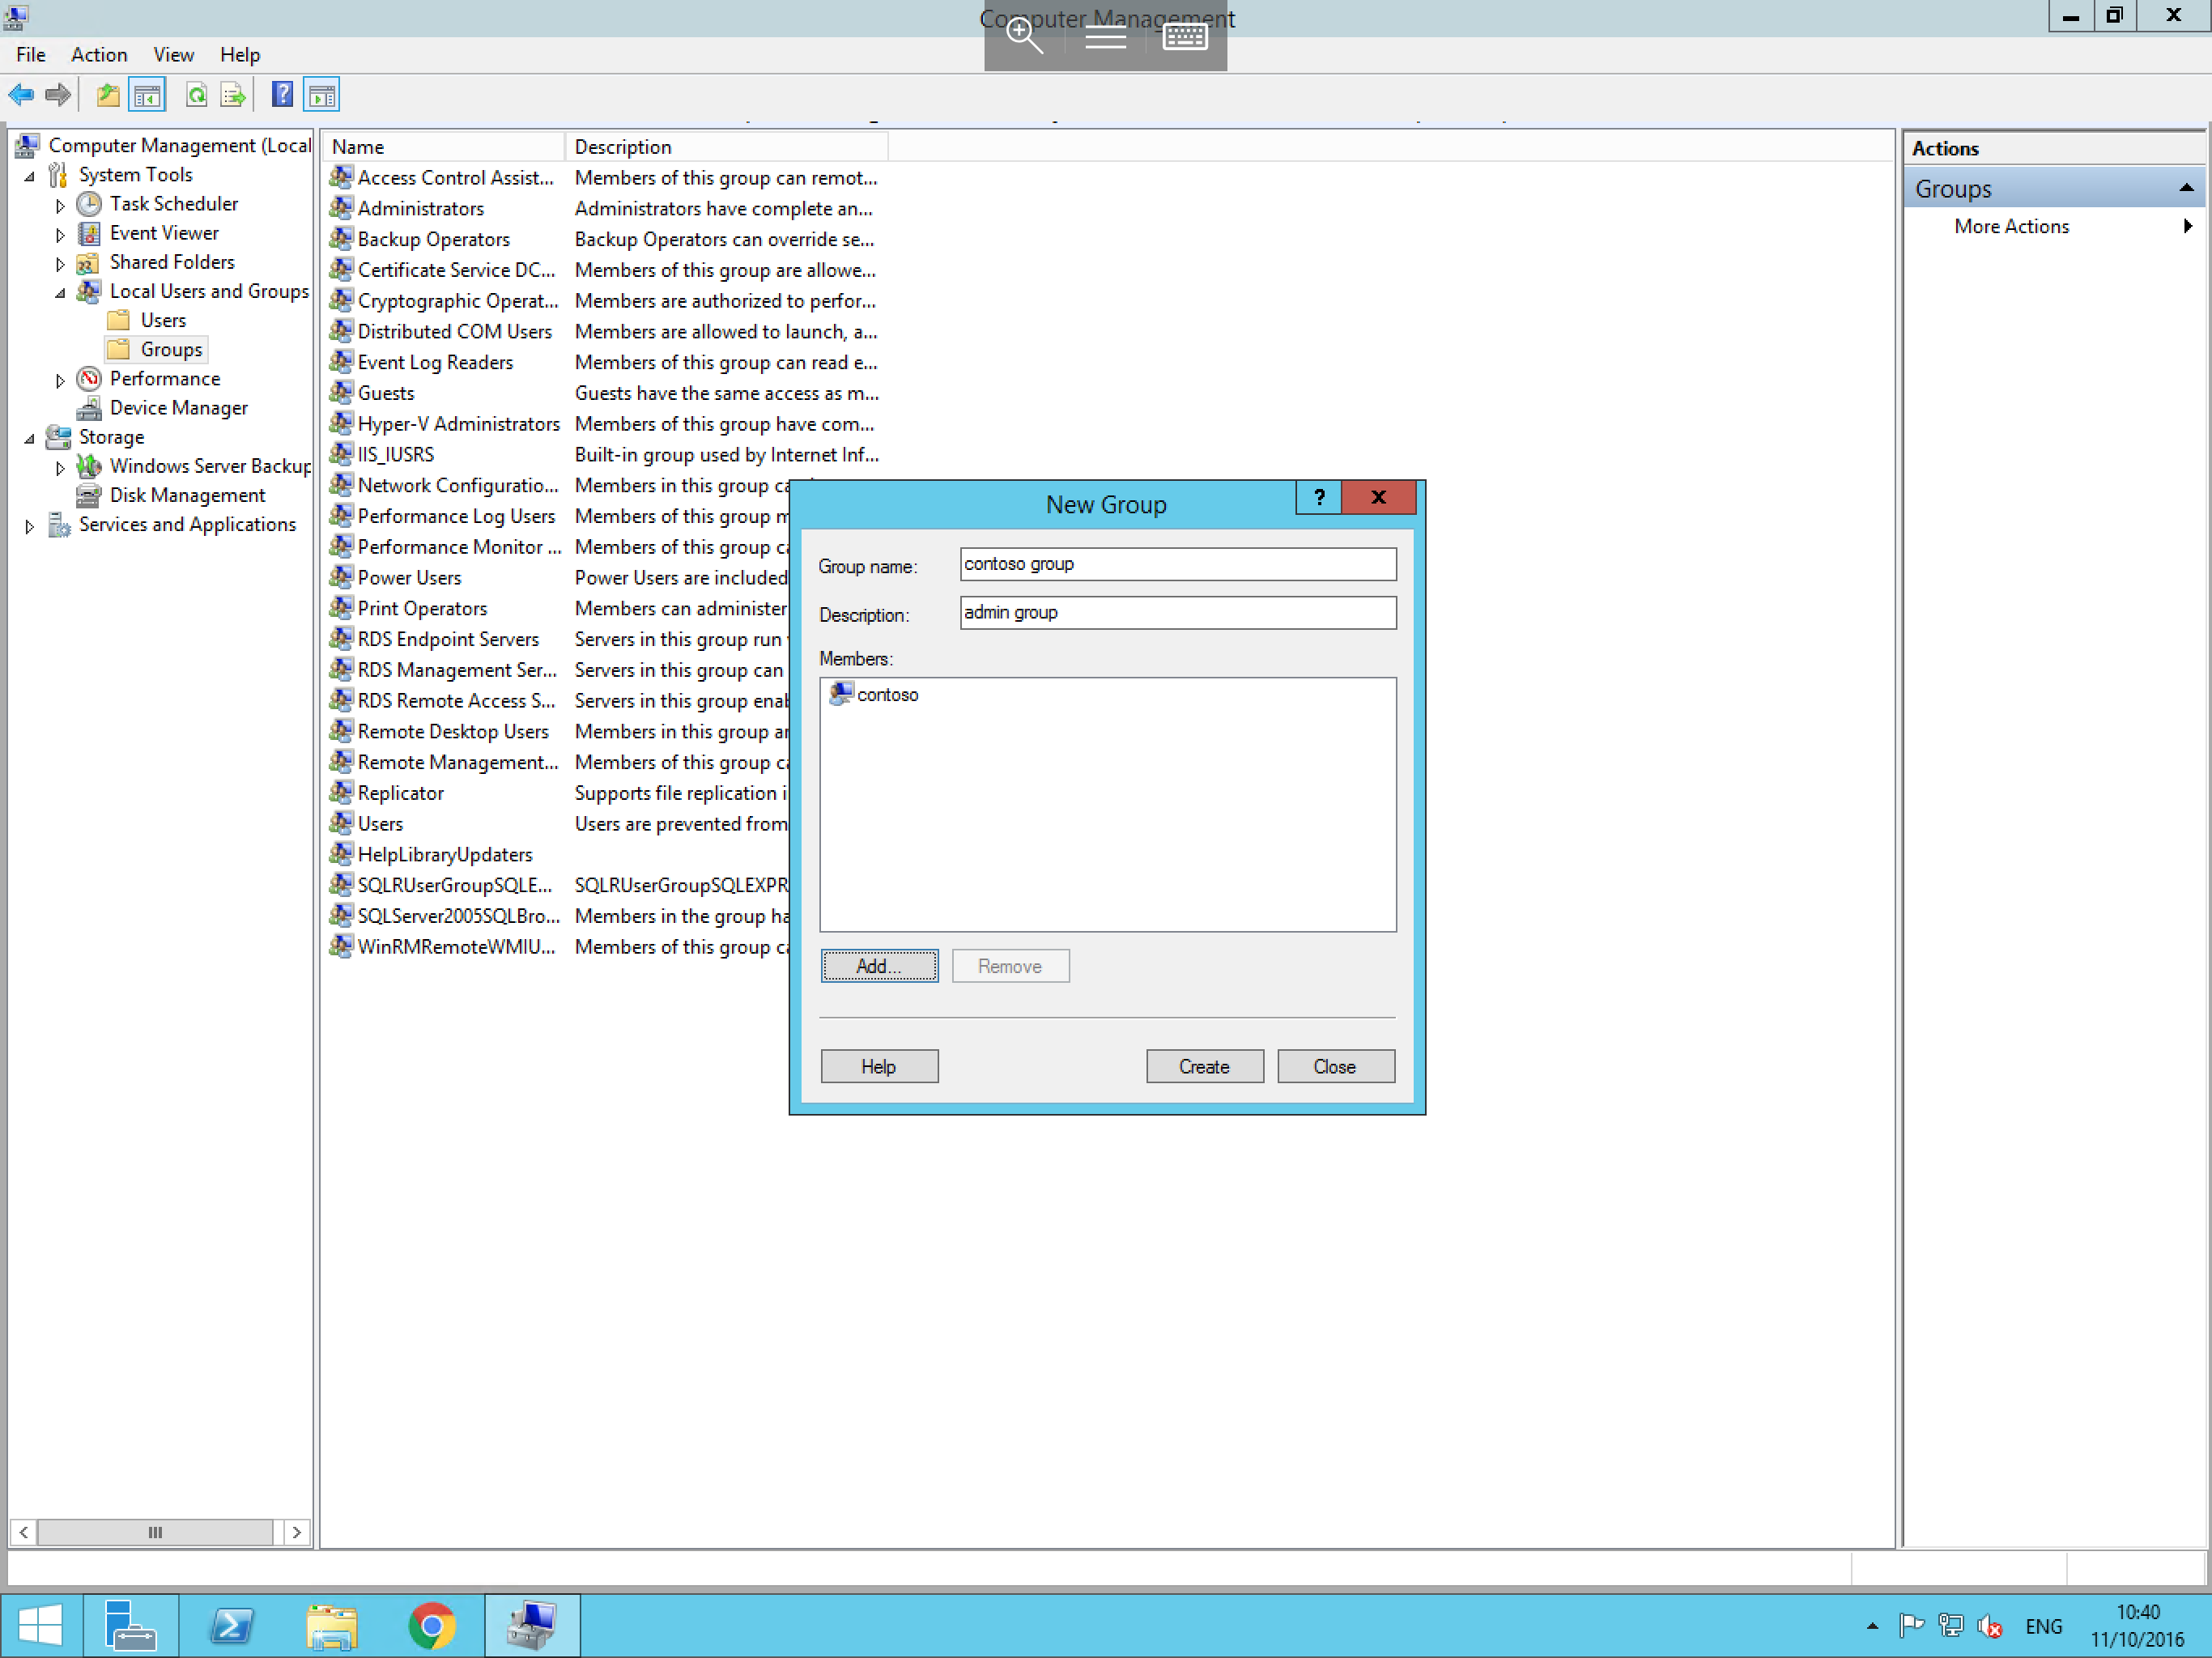 Computer Management
File Action View Help
Computer Management (Local
System Tools
Task Scheduler
Event Viewer
Shared Folders
Local Users and Groups
Users
Groups
Performance
Device Manager
Storage
Windows Server Backup
Disk Management
Services and Applications
Name Description
Access Control Assist... Members of this group can remot...
Administrators Administrators have complete an...
Backup Operators Backup Operators can override se...
Certificate Service DC... Members of this group are allowe...
Cryptographic Operat... Members are authorized to perfor...
Distributed COM Users Members are allowed to launch, a...
Event Log Readers Members of this group can read e...
Guests Guests have the same access as m...
Hyper-V Administrators Members of this group have com...
IIS_IUSRS Built-in group used by Internet Inf...
Network Configuratio... Members in this group ca
Performance Log Users Members of this group m
Performance Monitor ... Members of this group ca
Power Users Power Users are included
Print Operators Members can administer
RDS Endpoint Servers Servers in this group run
RDS Management Ser... Servers in this group can
RDS Remote Access S... Servers in this group enab
Remote Desktop Users Members in this group ar
Remote Management... Members of this group ca
Replicator Supports file replication i
Users Users are prevented from
HelpLibraryUpdaters
SQLRUserGroupSQLE... SQLRUserGroupSQLEXPR
SQLServer2005SQLBro... Members in the group ha
WinRMRemoteWMIU... Members of this group ca
New Group
? X
Group name: contoso group
Description: admin group
Members:
contoso
Add... Remove
Help Create Close
Actions
Groups
More Actions
ENG
10:40
11/10/2016